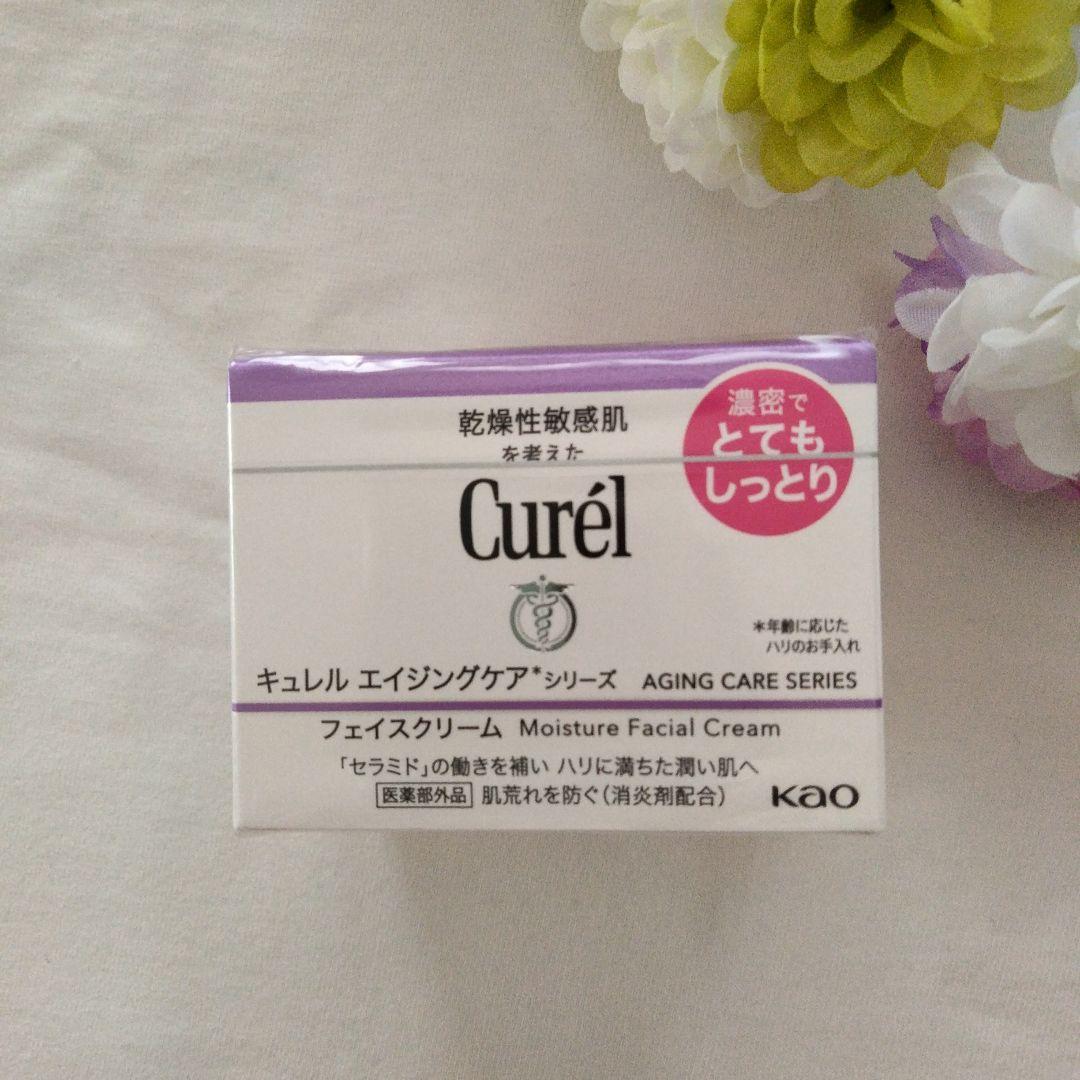 乾燥性敏感肌
を考えた
濃密で
とても
しっとり
Curél
*年齢に応じた
ハリのお手入れ
キュレル エイジングケア*シリーズ AGING CARE SERIES
フェイスクリーム Moisture Facial Cream
「セラミド」の働きを補い ハリに満ちた潤い肌へ
医薬部外品 肌荒れを防ぐ(消炎剤配合)
Kao